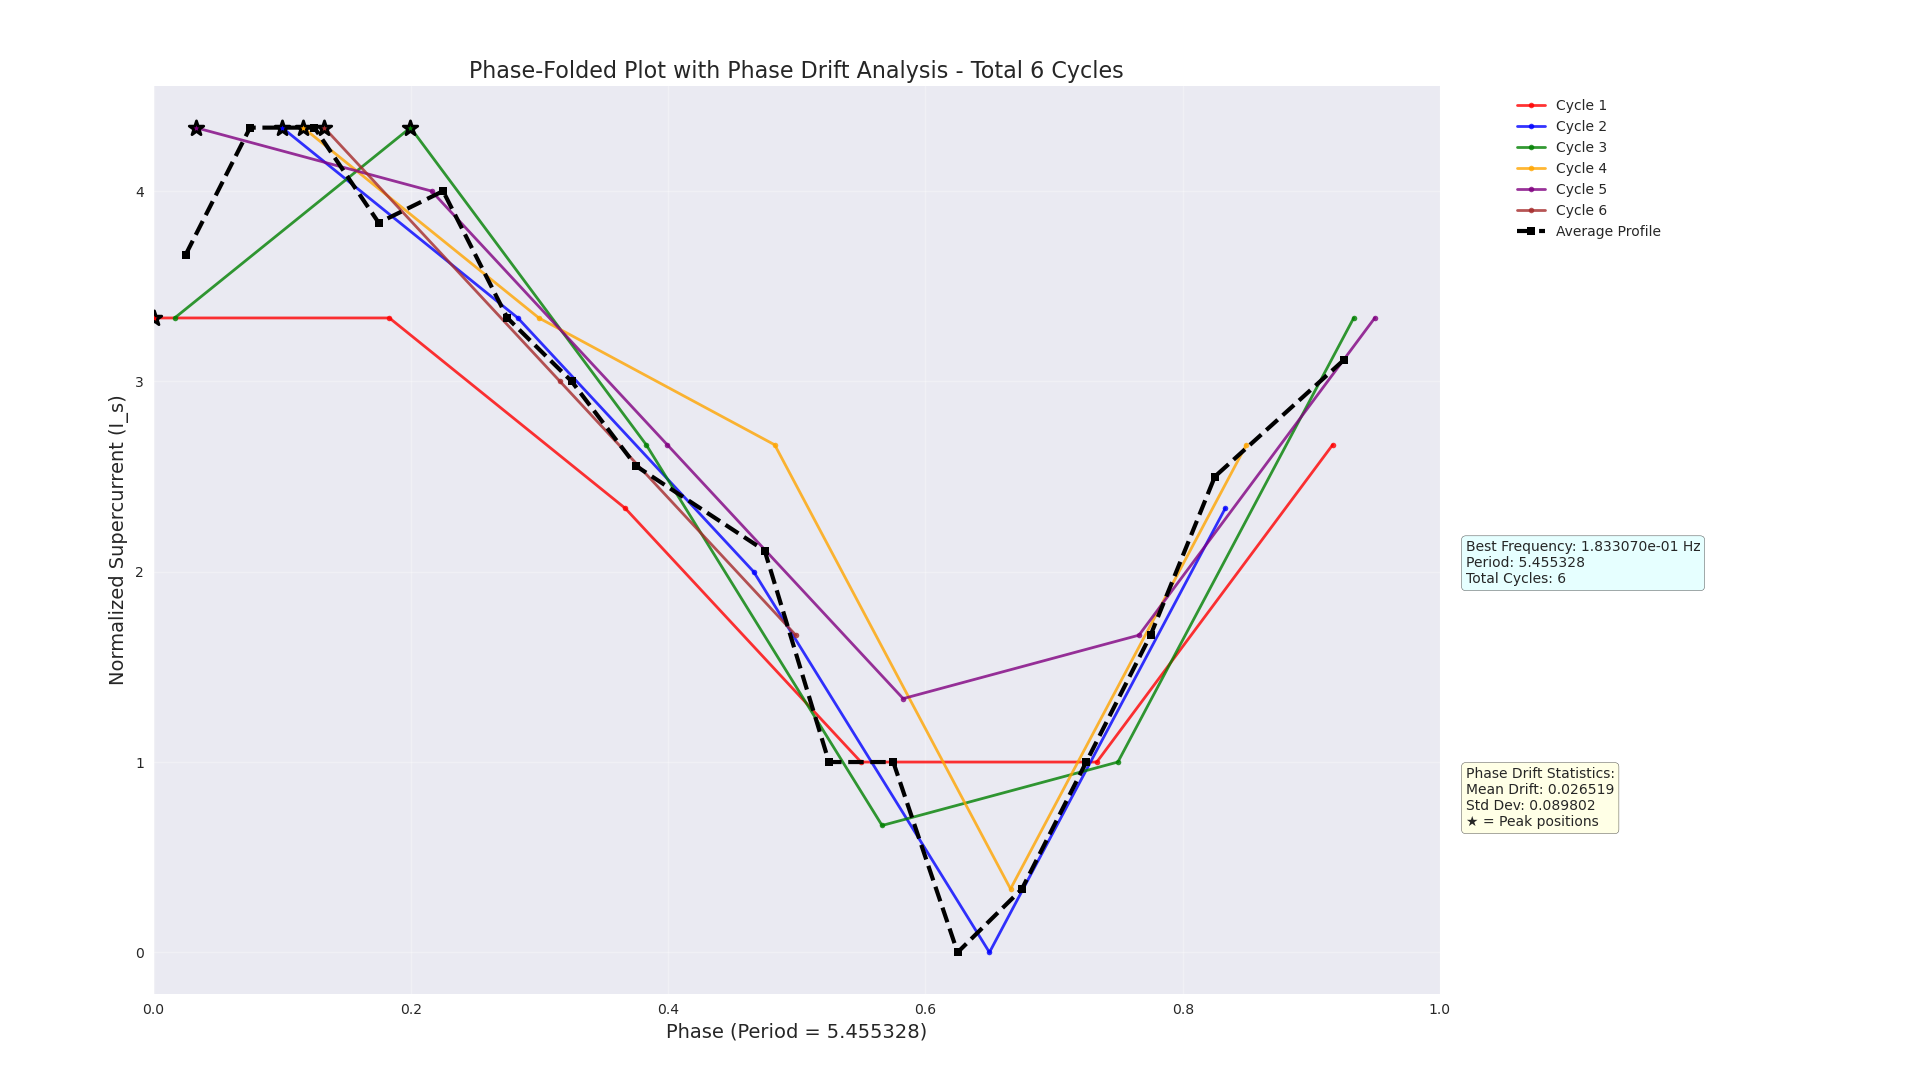 Phase-Folded Plot with Phase Drift Analysis - Total 6 Cycles
Cycle 1
Cycle 2
Cycle 3
Cycle 4
Cycle 5
Cycle 6
Average Profile
Normalized Supercurrent (I_s)
4
3
2
1
0
Best Frequency: 1.833070e-01 Hz
Period: 5.455328
Total Cycles: 6
Phase Drift Statistics:
Mean Drift: 0.026519
Std Dev: 0.089802
★ = Peak positions
0.0 0.2 0.4 0.6 0.8 1.0
Phase (Period = 5.455328)